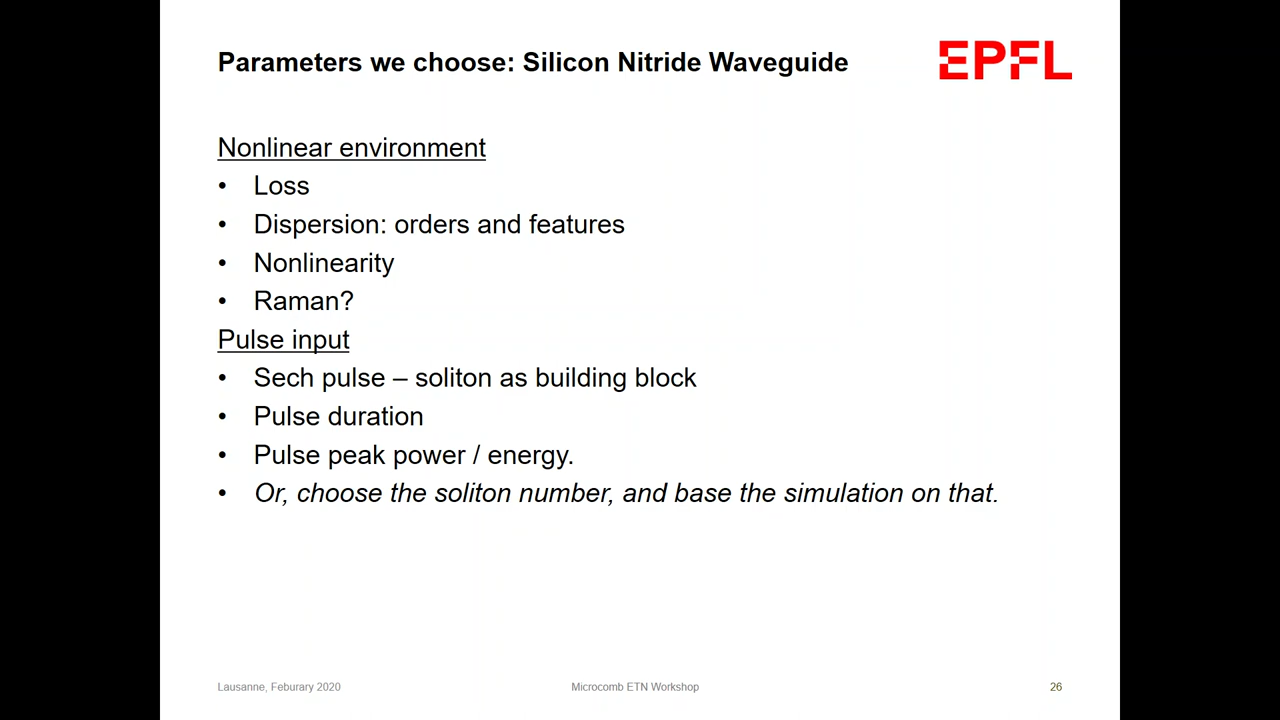 Parameters we choose: Silicon Nitride Waveguide
EPFL
Nonlinear environment
• Loss
• Dispersion: orders and features
• Nonlinearity
• Raman?
Pulse input
• Sech pulse – soliton as building block
• Pulse duration
• Pulse peak power / energy.
• Or, choose the soliton number, and base the simulation on that.
Lausanne, Feburary 2020 Microcomb ETN Workshop 26